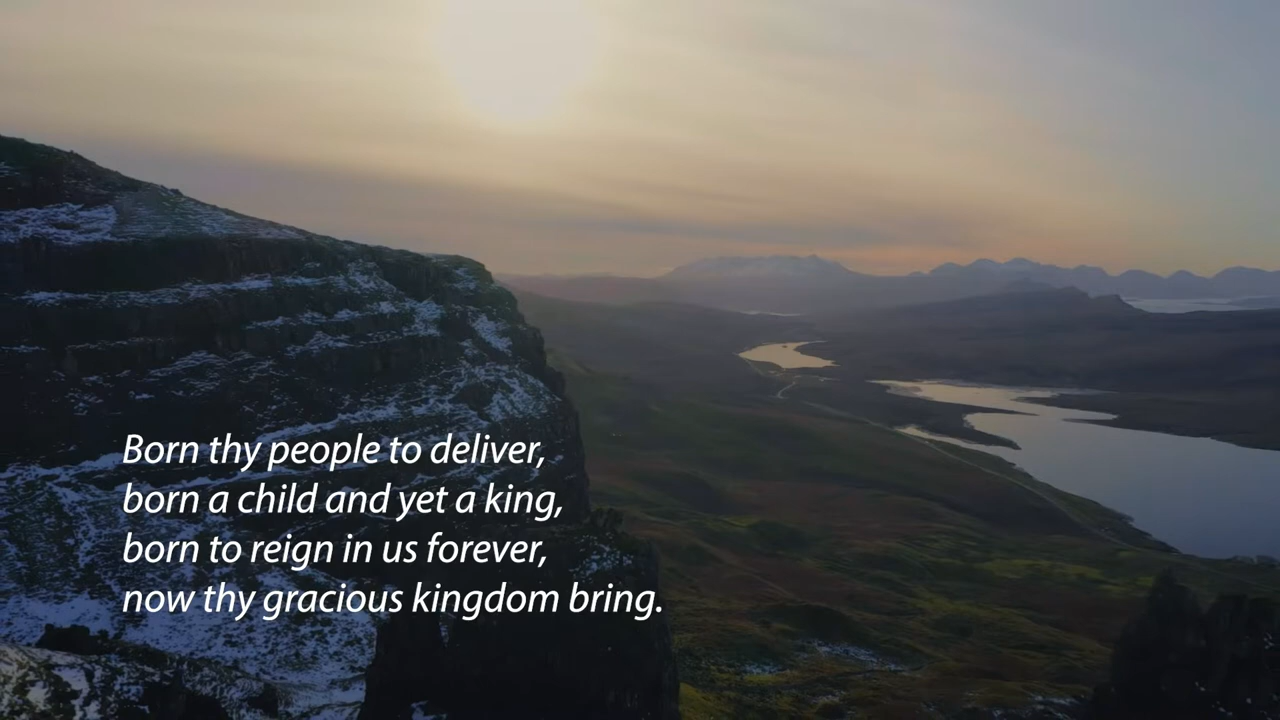 Born thy people to deliver,
born a child and yet a king,
born to reign in us forever,
now thy gracious kingdom bring.